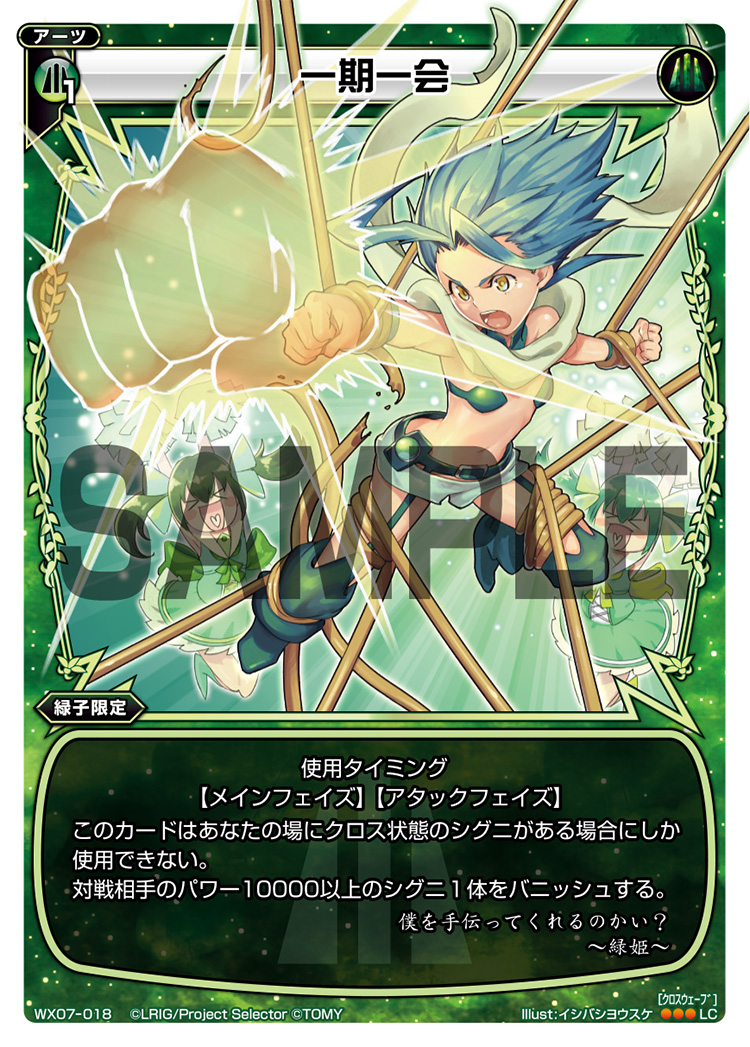 アーツ
一期一会
1
SAMPLE
緑子限定
使用タイミング
【メインフェイズ】【アタックフェイズ】
このカードはあなたの場にクロス状態のシグニがある場合にしか
使用できない。
対戦相手のパワー10000以上のシグニ１体をバニッシュする。
僕を手伝ってくれるのかい？
～緑姫～
[クロスウェーブ]
WX07-018 ©LRIG/Project Selector ©TOMY Illust:イシバシヨウスケ LC